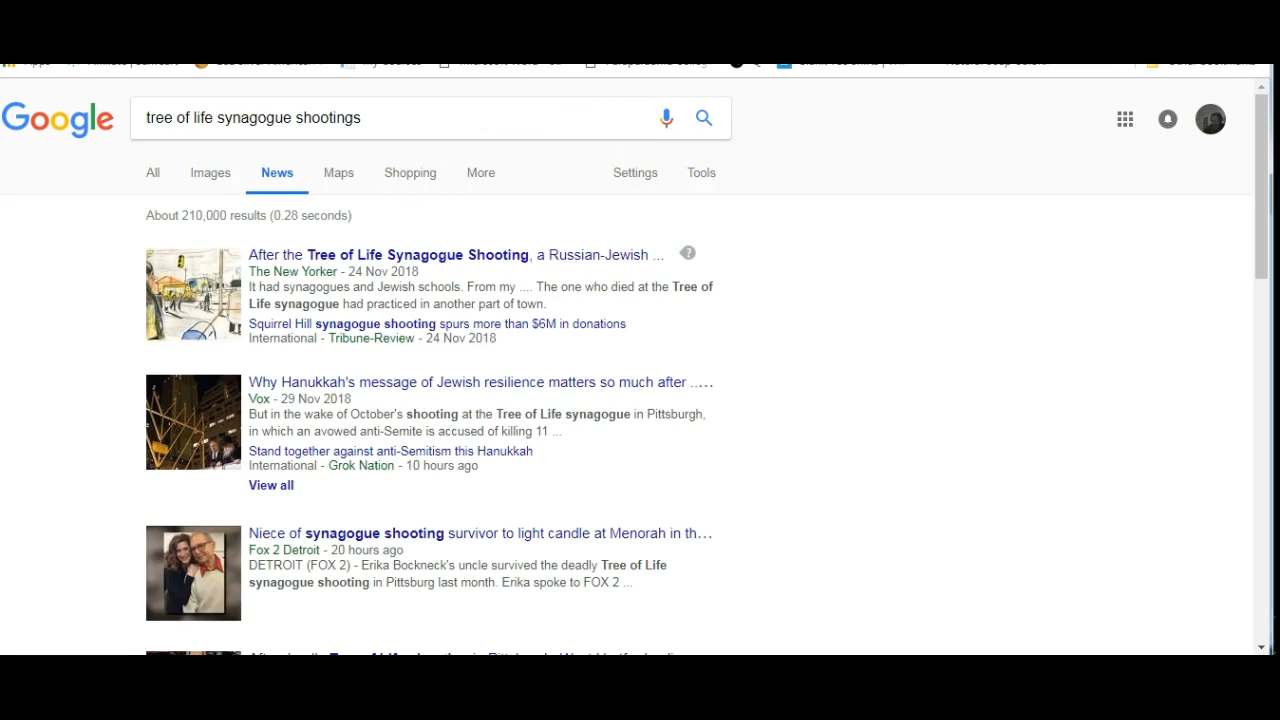 Google
tree of life synagogue shootings
All Images News Maps Shopping More Settings Tools
About 210,000 results (0.28 seconds)
After the Tree of Life Synagogue Shooting, a Russian-Jewish ...
The New Yorker - 24 Nov 2018
It had synagogues and Jewish schools. From my .... The one who died at the Tree of
Life synagogue had practiced in another part of town.
Squirrel Hill synagogue shooting spurs more than $6M in donations
International - Tribune-Review - 24 Nov 2018
Why Hanukkah's message of Jewish resilience matters so much after ..…
Vox - 29 Nov 2018
But in the wake of October's shooting at the Tree of Life synagogue in Pittsburgh,
in which an avowed anti-Semite is accused of killing 11 ...
Stand together against anti-Semitism this Hanukkah
International - Grok Nation - 10 hours ago
View all
Niece of synagogue shooting survivor to light candle at Menorah in th…
Fox 2 Detroit - 20 hours ago
DETROIT (FOX 2) - Erika Bockneck's uncle survived the deadly Tree of Life
synagogue shooting in Pittsburg last month. Erika spoke to FOX 2 ...